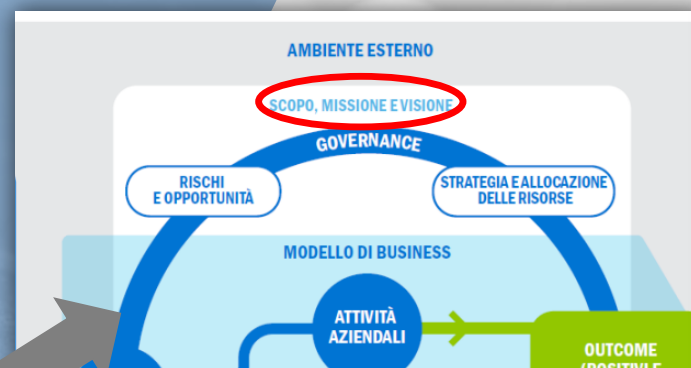 AMBIENTE ESTERNO
SCOPO, MISSIONE E VISIONE
GOVERNANCE
RISCHI
E OPPORTUNITÀ
STRATEGIA E ALLOCAZIONE
DELLE RISORSE
MODELLO DI BUSINESS
ATTIVITÀ
AZIENDALI
OUTCOME